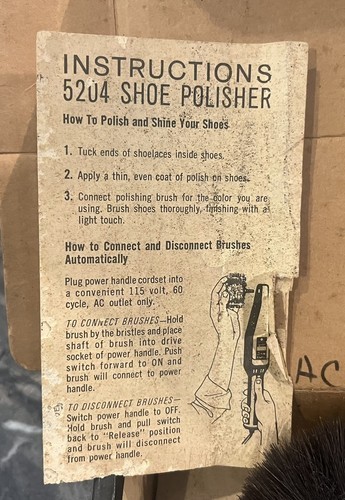 INSTRUCTIONS
5204 SHOE POLISHER
How To Polish and Shine Your Shoes
1. Tuck ends of shoelaces inside shoes.
2. Apply a thin, even coat of polish on shoes.
3. Connect polishing brush for the color you are
using. Brush shoes thoroughly, finishing with a
light touch.
How to Connect and Disconnect Brushes
Automatically
Plug power handle cordset into
a convenient 115 volt, 60
cycle, AC outlet only.
TO CONNECT BRUSHES—Hold
brush by the bristles and place
shaft of brush into drive
socket of power handle. Push
switch forward to ON and
brush will connect to power
handle.
TO DISCONNECT BRUSHES—
Switch power handle to OFF.
Hold brush and pull switch
back to "Release" position
and brush will disconnect
from power handle.
AC